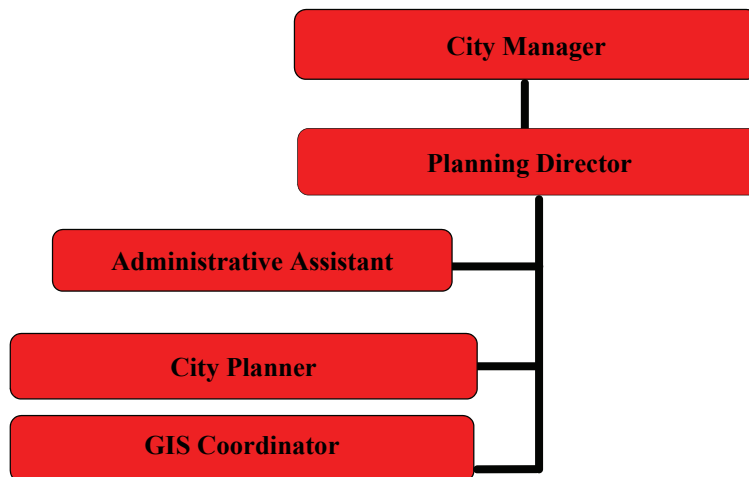 City Manager
Planning Director
Administrative Assistant
City Planner
GIS Coordinator